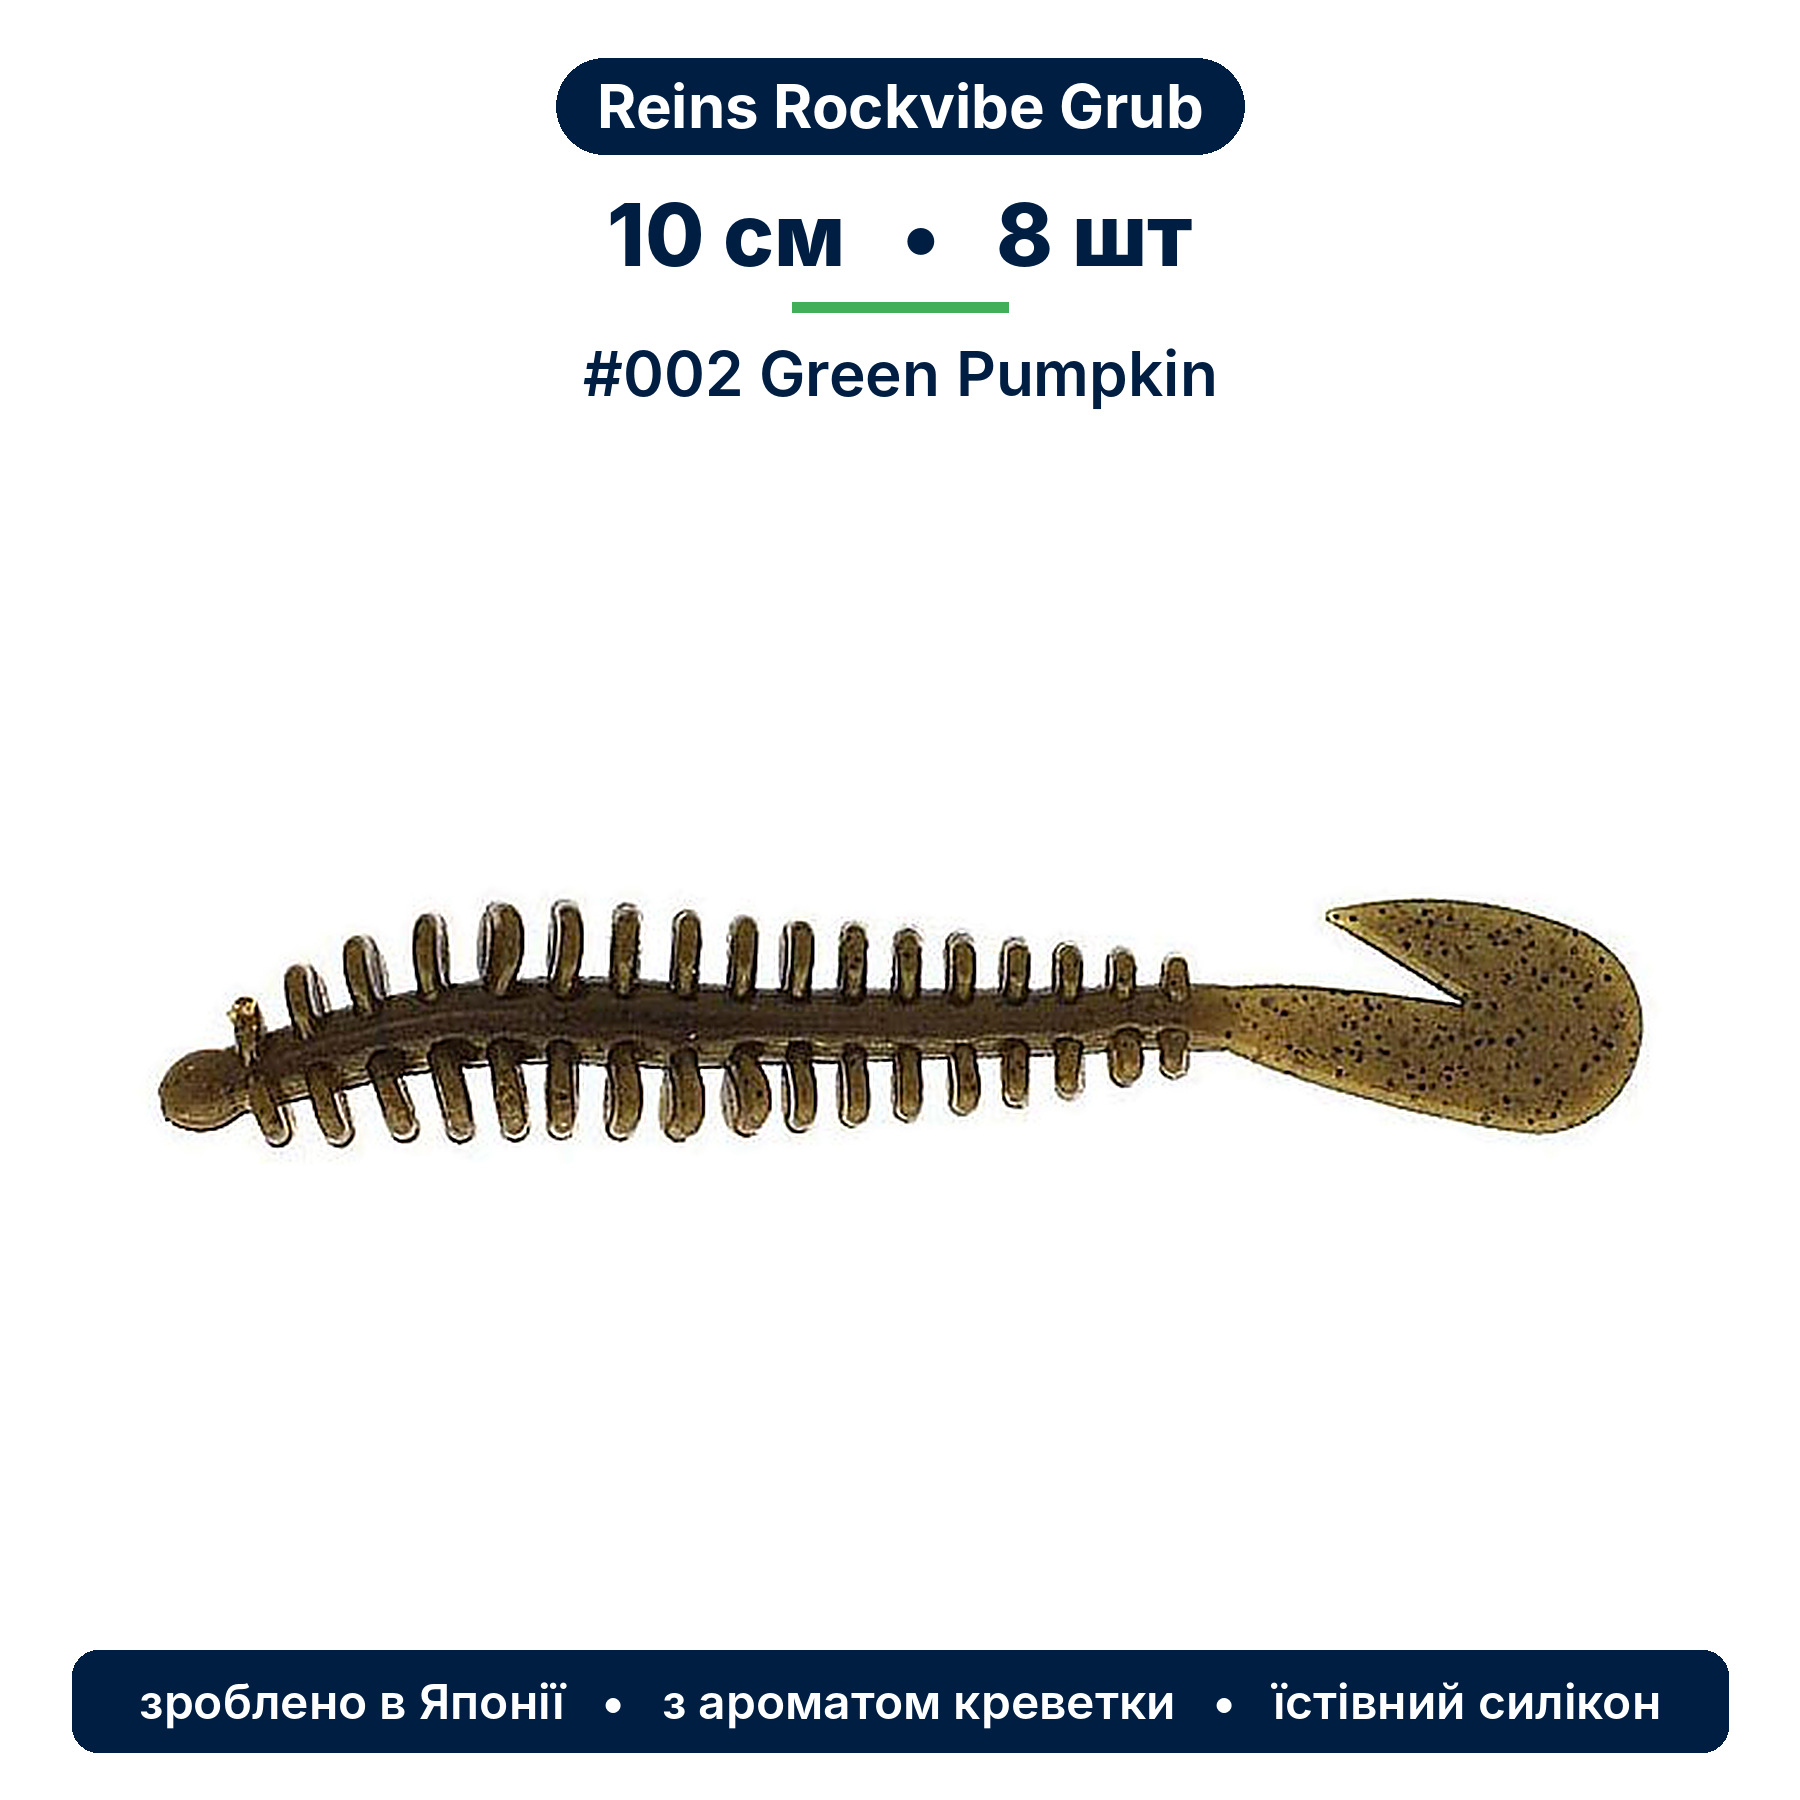 Reins Rockvibe Grub
10 см • 8 шт
#002 Green Pumpkin
зроблено в Японії • з ароматом креветки • їстівний силікон